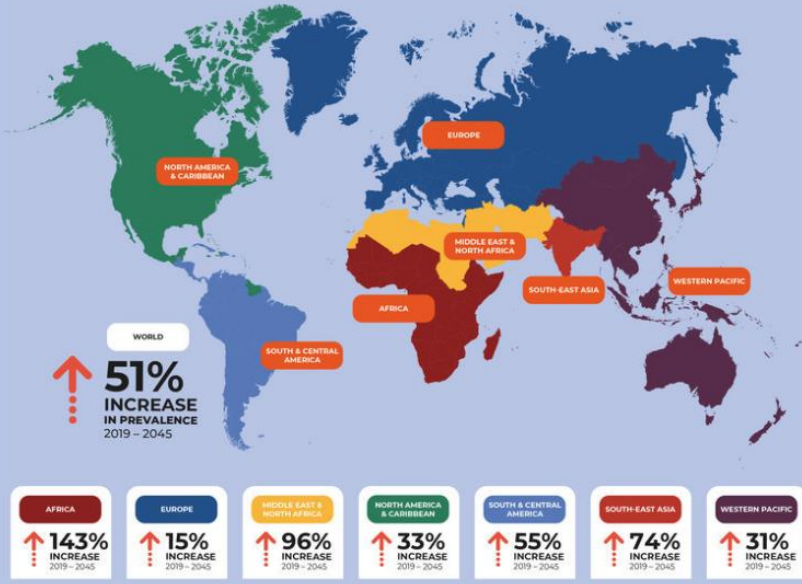 EUROPE
NORTH AMERICA
& CARIBBEAN
MIDDLE EAST &
NORTH AFRICA
SOUTH-EAST ASIA
WESTERN PACIFIC
AFRICA
WORLD
SOUTH & CENTRAL
AMERICA
51%
INCREASE
IN PREVALENCE
2019 – 2045
AFRICA
143%
INCREASE
2019 – 2045
EUROPE
15%
INCREASE
2019 – 2045
MIDDLE EAST &
NORTH AFRICA
96%
INCREASE
2019 – 2045
NORTH AMERICA
& CARIBBEAN
33%
INCREASE
2019 – 2045
SOUTH & CENTRAL
AMERICA
55%
INCREASE
2019 – 2045
SOUTH-EAST ASIA
74%
INCREASE
2019 – 2045
WESTERN PACIFIC
31%
INCREASE
2019 – 2045